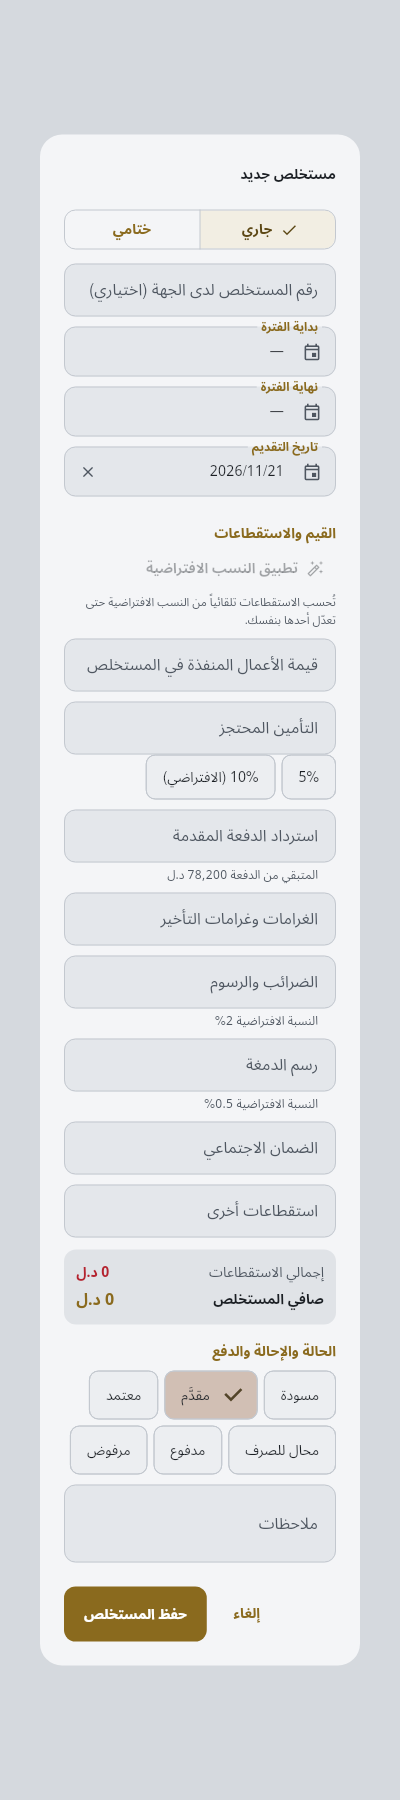 مستخلص جديد
جاري
ختامي
رقم المستخلص لدى الجهة (اختياري)
بداية الفترة
—
نهاية الفترة
—
تاريخ التقديم
2026/11/21
القيم والاستقطاعات
تطبيق النسب الافتراضية
تُحسب الاستقطاعات تلقائياً من النسب الافتراضية حتى
تعدّل أحدها بنفسك.
قيمة الأعمال المنفذة في المستخلص
التأمين المحتجز
5%
10% (الافتراضي)
استرداد الدفعة المقدمة
المتبقي من الدفعة 78,200 د.ل
الغرامات وغرامات التأخير
الضرائب والرسوم
النسبة الافتراضية 2%
رسم الدمغة
النسبة الافتراضية 0.5%
الضمان الاجتماعي
استقطاعات أخرى
إجمالي الاستقطاعات 0 د.ل
صافي المستخلص 0 د.ل
الحالة والإحالة والدفع
مسودة
مقدَّم
معتمد
محال للصرف
مدفوع
مرفوض
ملاحظات
إلغاء
حفظ المستخلص